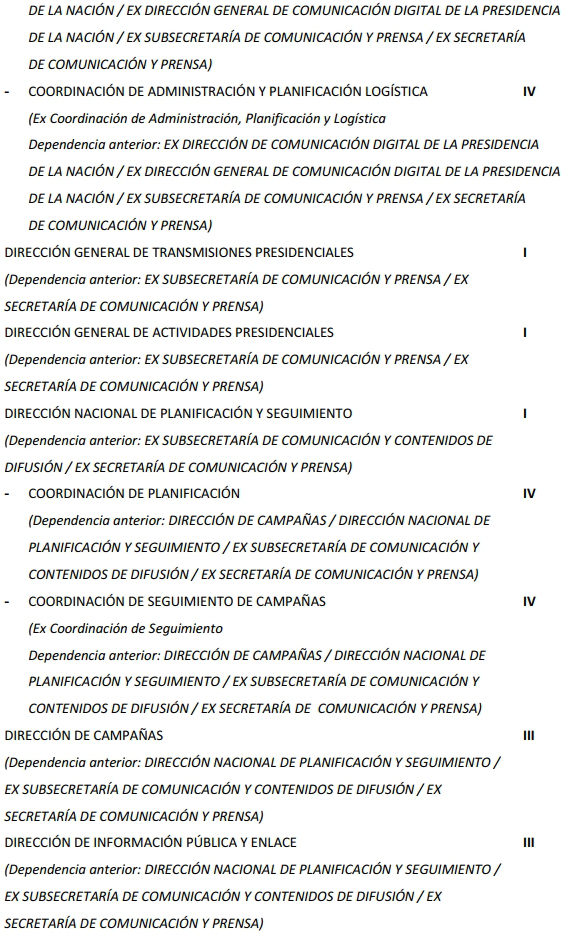 DE LA NACIÓN / EX DIRECCIÓN GENERAL DE COMUNICACIÓN DIGITAL DE LA PRESIDENCIA
DE LA NACIÓN / EX SUBSECRETARÍA DE COMUNICACIÓN Y PRENSA / EX SECRETARÍA
DE COMUNICACIÓN Y PRENSA)
- COORDINACIÓN DE ADMINISTRACIÓN Y PLANIFICACIÓN LOGÍSTICA IV
(Ex Coordinación de Administración, Planificación y Logística
Dependencia anterior: EX DIRECCIÓN DE COMUNICACIÓN DIGITAL DE LA PRESIDENCIA
DE LA NACIÓN / EX DIRECCIÓN GENERAL DE COMUNICACIÓN DIGITAL DE LA PRESIDENCIA
DE LA NACIÓN / EX SUBSECRETARÍA DE COMUNICACIÓN Y PRENSA / EX SECRETARÍA
DE COMUNICACIÓN Y PRENSA)
DIRECCIÓN GENERAL DE TRANSMISIONES PRESIDENCIALES I
(Dependencia anterior: EX SUBSECRETARÍA DE COMUNICACIÓN Y PRENSA / EX
SECRETARÍA DE COMUNICACIÓN Y PRENSA)
DIRECCIÓN GENERAL DE ACTIVIDADES PRESIDENCIALES I
(Dependencia anterior: EX SUBSECRETARÍA DE COMUNICACIÓN Y PRENSA / EX
SECRETARÍA DE COMUNICACIÓN Y PRENSA)
DIRECCIÓN NACIONAL DE PLANIFICACIÓN Y SEGUIMIENTO I
(Dependencia anterior: EX SUBSECRETARÍA DE COMUNICACIÓN Y CONTENIDOS DE
DIFUSIÓN / EX SECRETARÍA DE COMUNICACIÓN Y PRENSA)
- COORDINACIÓN DE PLANIFICACIÓN IV
(Dependencia anterior: DIRECCIÓN DE CAMPAÑAS / DIRECCIÓN NACIONAL DE
PLANIFICACIÓN Y SEGUIMIENTO / EX SUBSECRETARÍA DE COMUNICACIÓN Y
CONTENIDOS DE DIFUSIÓN / EX SECRETARÍA DE COMUNICACIÓN Y PRENSA)
- COORDINACIÓN DE SEGUIMIENTO DE CAMPAÑAS IV
(Ex Coordinación de Seguimiento
Dependencia anterior: DIRECCIÓN DE CAMPAÑAS / DIRECCIÓN NACIONAL DE
PLANIFICACIÓN Y SEGUIMIENTO / EX SUBSECRETARÍA DE COMUNICACIÓN Y
CONTENIDOS DE DIFUSIÓN / EX SECRETARÍA DE COMUNICACIÓN Y PRENSA)
DIRECCIÓN DE CAMPAÑAS III
(Dependencia anterior: DIRECCIÓN NACIONAL DE PLANIFICACIÓN Y SEGUIMIENTO /
EX SUBSECRETARÍA DE COMUNICACIÓN Y CONTENIDOS DE DIFUSIÓN / EX
SECRETARÍA DE COMUNICACIÓN Y PRENSA)
DIRECCIÓN DE INFORMACIÓN PÚBLICA Y ENLACE III
(Dependencia anterior: DIRECCIÓN NACIONAL DE PLANIFICACIÓN Y SEGUIMIENTO /
EX SUBSECRETARÍA DE COMUNICACIÓN Y CONTENIDOS DE DIFUSIÓN / EX
SECRETARÍA DE COMUNICACIÓN Y PRENSA)